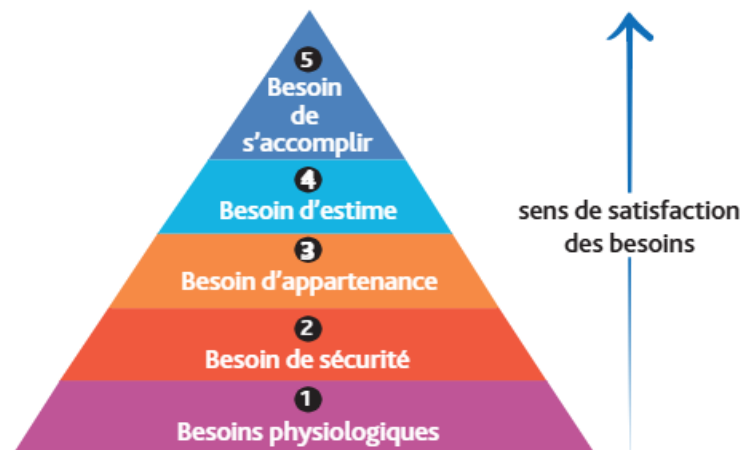 5
Besoin
de
s'accomplir
4
Besoin d'estime
3
Besoin d'appartenance
2
Besoin de sécurité
1
Besoins physiologiques
sens de satisfaction
des besoins